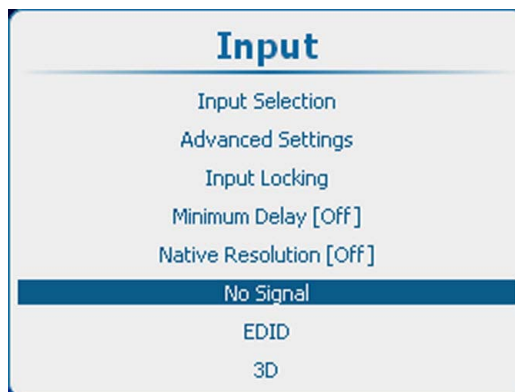 Input
Input Selection
Advanced Settings
Input Locking
Minimum Delay [Off]
Native Resolution [Off]
No Signal
EDID
3D